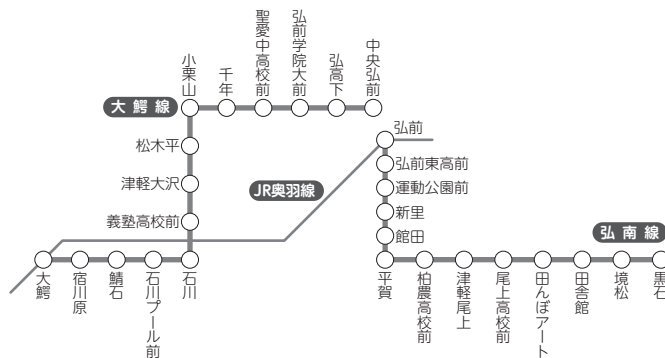 小栗山
千年
聖愛中高校前
弘前学院大前
弘高下
中央弘前
大鰐線
松木平
津軽大沢
義塾高校前
JR奥羽線
弘前
弘前東高前
運動公園前
新里
館田
弘南線
大鰐
宿川原
鯖石
石川プール前
石川
平賀
柏農高校前
津軽尾上
尾上高校前
田んぼアート
田舎館
境松
黒石